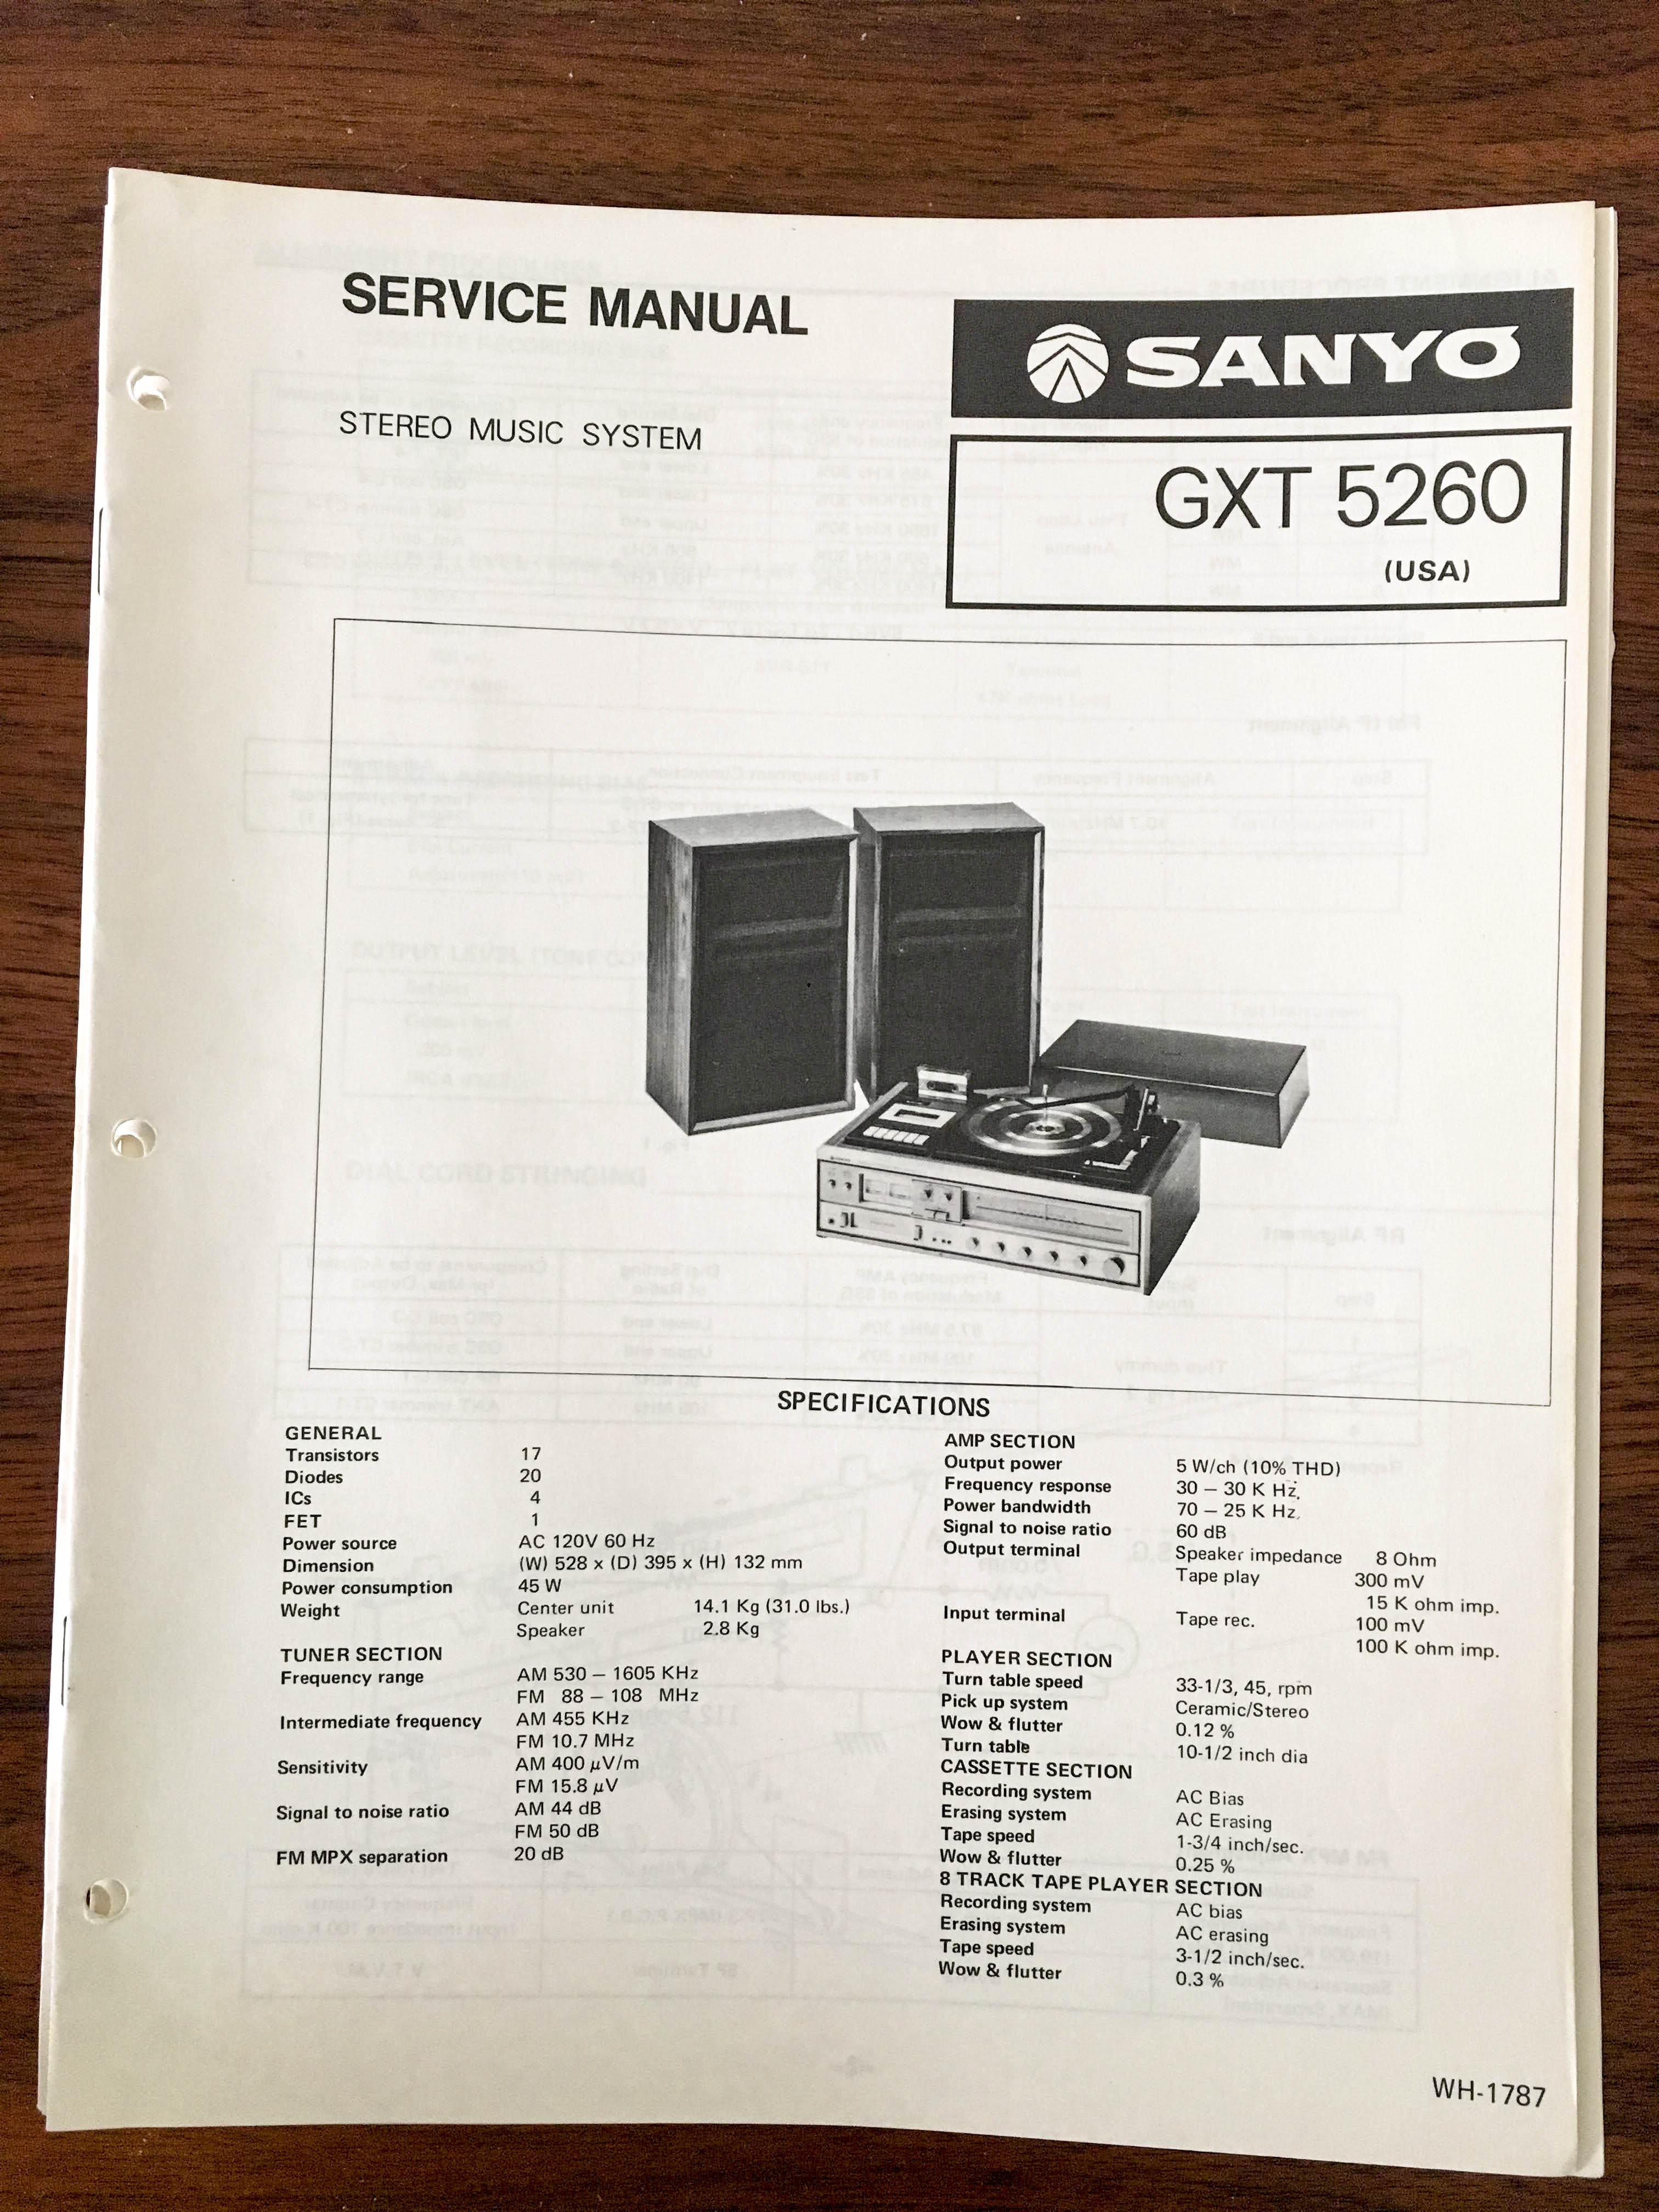 SERVICE MANUAL
SANYO
STEREO MUSIC SYSTEM
GXT 5260
(USA)
SPECIFICATIONS
GENERAL
Transistors 17
Diodes 20
ICs 4
FET 1
Power source AC 120V 60 Hz
Dimension (W) 528 x (D) 395 x (H) 132 mm
Power consumption 45 W
Weight Center unit 14.1 Kg (31.0 lbs.)
Speaker 2.8 Kg
TUNER SECTION
Frequency range AM 530 – 1605 KHz
FM 88 – 108 MHz
Intermediate frequency AM 455 KHz
FM 10.7 MHz
Sensitivity AM 400 µV/m
FM 15.8 µV
Signal to noise ratio AM 44 dB
FM 50 dB
FM MPX separation 20 dB
AMP SECTION
Output power 5 W/ch (10% THD)
Frequency response 30 – 30 K Hz.
Power bandwidth 70 – 25 K Hz.
Signal to noise ratio 60 dB
Output terminal Speaker impedance 8 Ohm
Tape play 300 mV
15 K ohm imp.
Input terminal Tape rec. 100 mV
100 K ohm imp.
PLAYER SECTION
Turn table speed 33-1/3, 45, rpm
Pick up system Ceramic/Stereo
Wow & flutter 0.12 %
Turn table 10-1/2 inch dia
CASSETTE SECTION
Recording system AC Bias
Erasing system AC Erasing
Tape speed 1-3/4 inch/sec.
Wow & flutter 0.25 %
8 TRACK TAPE PLAYER SECTION
Recording system AC bias
Erasing system AC erasing
Tape speed 3-1/2 inch/sec.
Wow & flutter 0.3 %
WH-1787